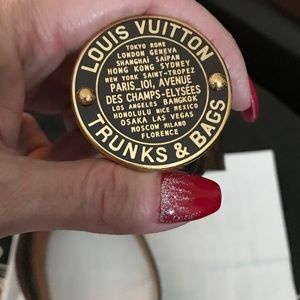 LOUIS VUITTON
TOKYO ROME
LONDON GENEVA
SHANGHAI SAIPAN
HONG KONG SYDNEY
NEW YORK SAINT-TROPEZ
PARIS_101, AVENUE
DES CHAMPS-ELYSÉES
LOS ANGELES BANGKOK
HONOLULU NICE MEXICO
OSAKA LAS VEGAS
MOSCOW MILANO
FLORENCE
TRUNKS & BAGS